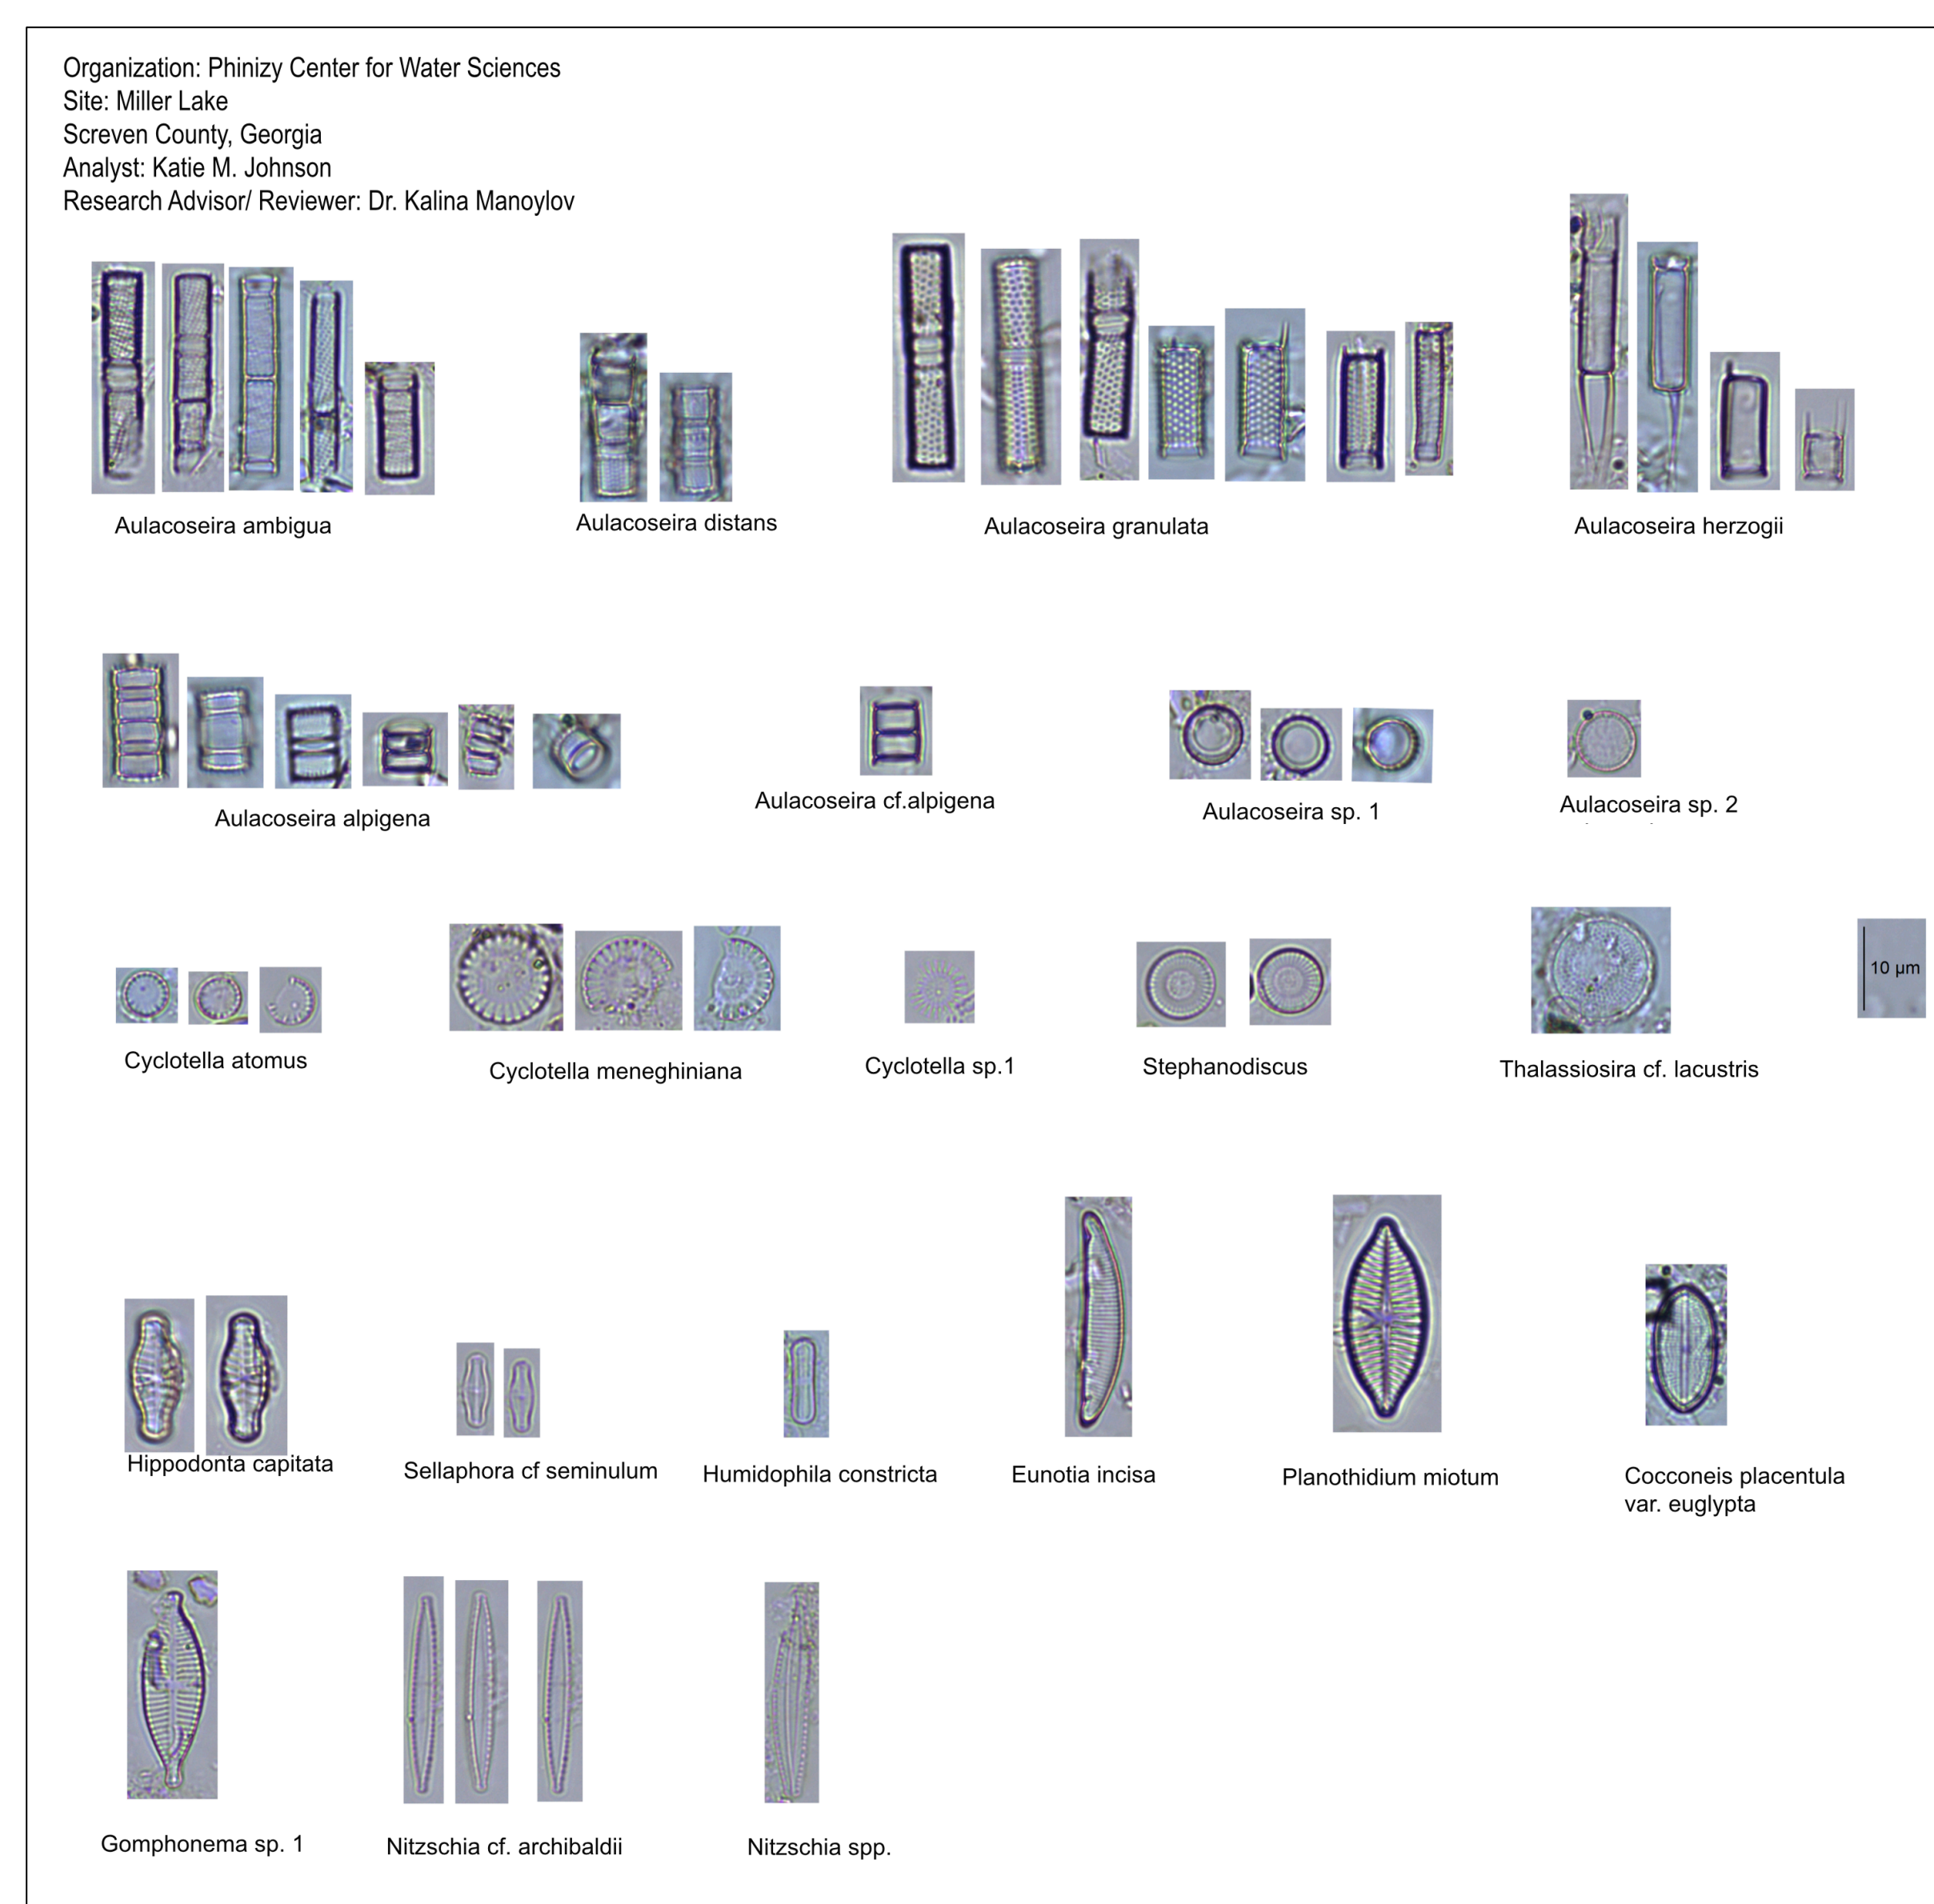 Organization: Phinizy Center for Water Sciences
Site: Miller Lake
Screven County, Georgia
Analyst: Katie M. Johnson
Research Advisor/ Reviewer: Dr. Kalina Manoylov
Aulacoseira ambigua
Aulacoseira distans
Aulacoseira granulata
Aulacoseira herzogii
Aulacoseira alpigena
Aulacoseira cf.alpigena
Aulacoseira sp. 1
Aulacoseira sp. 2
10 µm
Cyclotella atomus
Cyclotella meneghiniana
Cyclotella sp.1
Stephanodiscus
Thalassiosira cf. lacustris
Hippodonta capitata
Sellaphora cf seminulum
Humidophila constricta
Eunotia incisa
Planothidium miotum
Cocconeis placentula
var. euglypta
Gomphonema sp. 1
Nitzschia cf. archibaldii
Nitzschia spp.